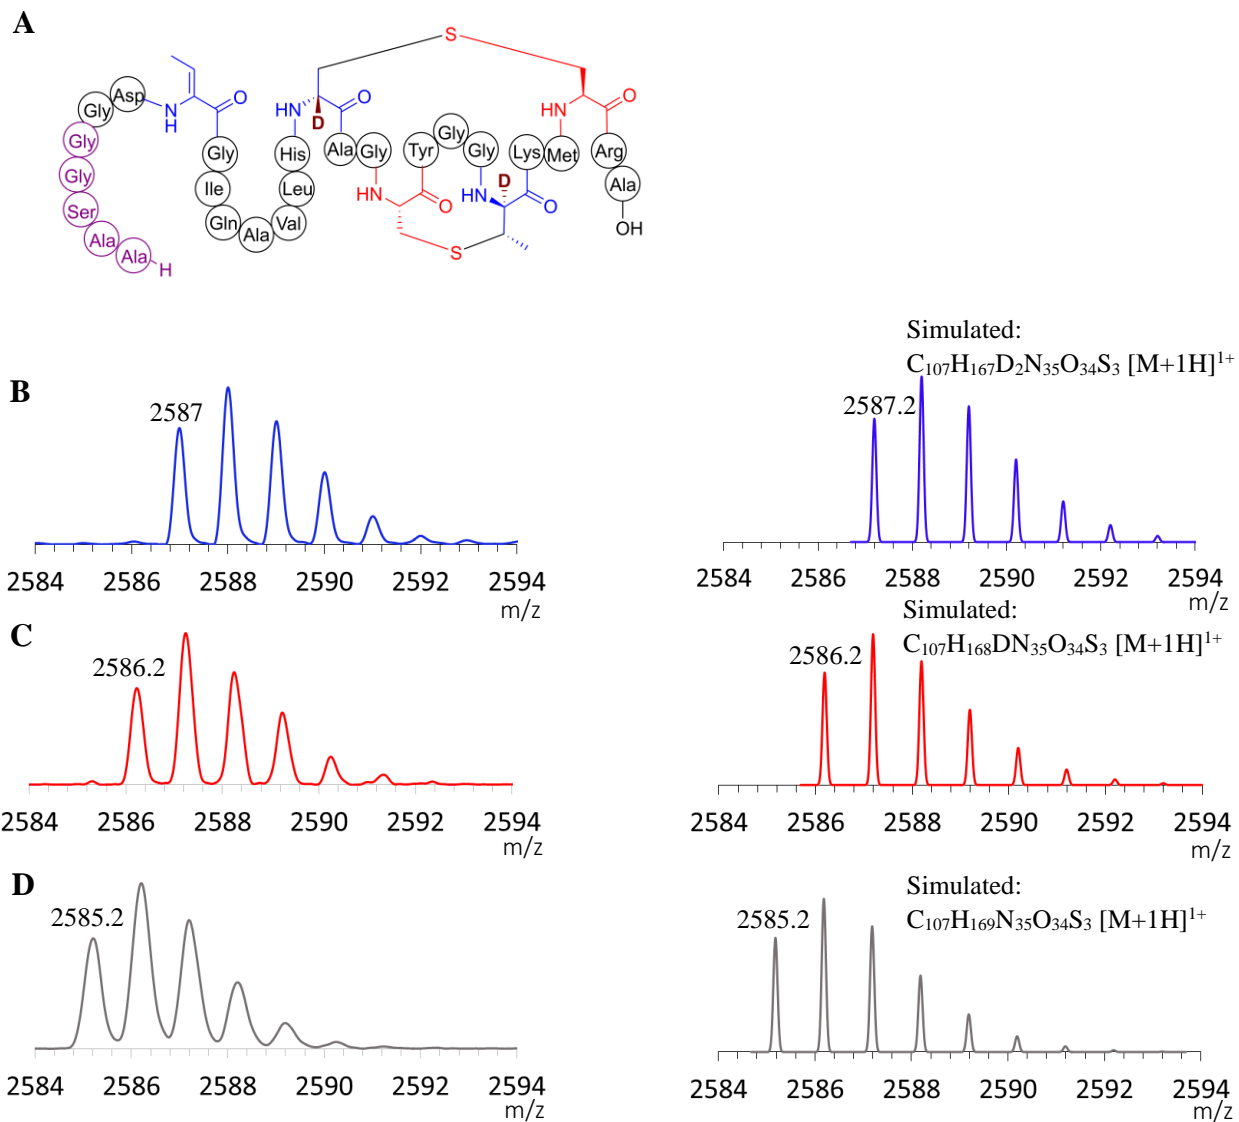 A
S
Asp
Gly
N
H
O
HN
D
O
HN
O
Gly
Gly
His
Ala
Gly
Tyr
Gly
Gly
Lys
Met
Arg
Gly
Ile
Leu
HN
O
HN
D
O
Ala
Ser
Gln
Ala
Val
S
OH
Ala
Ala
H
Simulated:
C₁₀₇H₁₆₇D₂N₃₅O₃₄S₃ [M+1H]¹⁺
B
2587
2587.2
2584 2586 2588 2590 2592 2594
m/z
2584 2586 2588 2590 2592 2594
m/z
Simulated:
C₁₀₇H₁₆₈DN₃₅O₃₄S₃ [M+1H]¹⁺
C
2586.2
2586.2
2584 2586 2588 2590 2592 2594
m/z
2584 2586 2588 2590 2592 2594
m/z
Simulated:
C₁₀₇H₁₆₉N₃₅O₃₄S₃ [M+1H]¹⁺
D
2585.2
2585.2
2584 2586 2588 2590 2592 2594
m/z
2584 2586 2588 2590 2592 2594
m/z